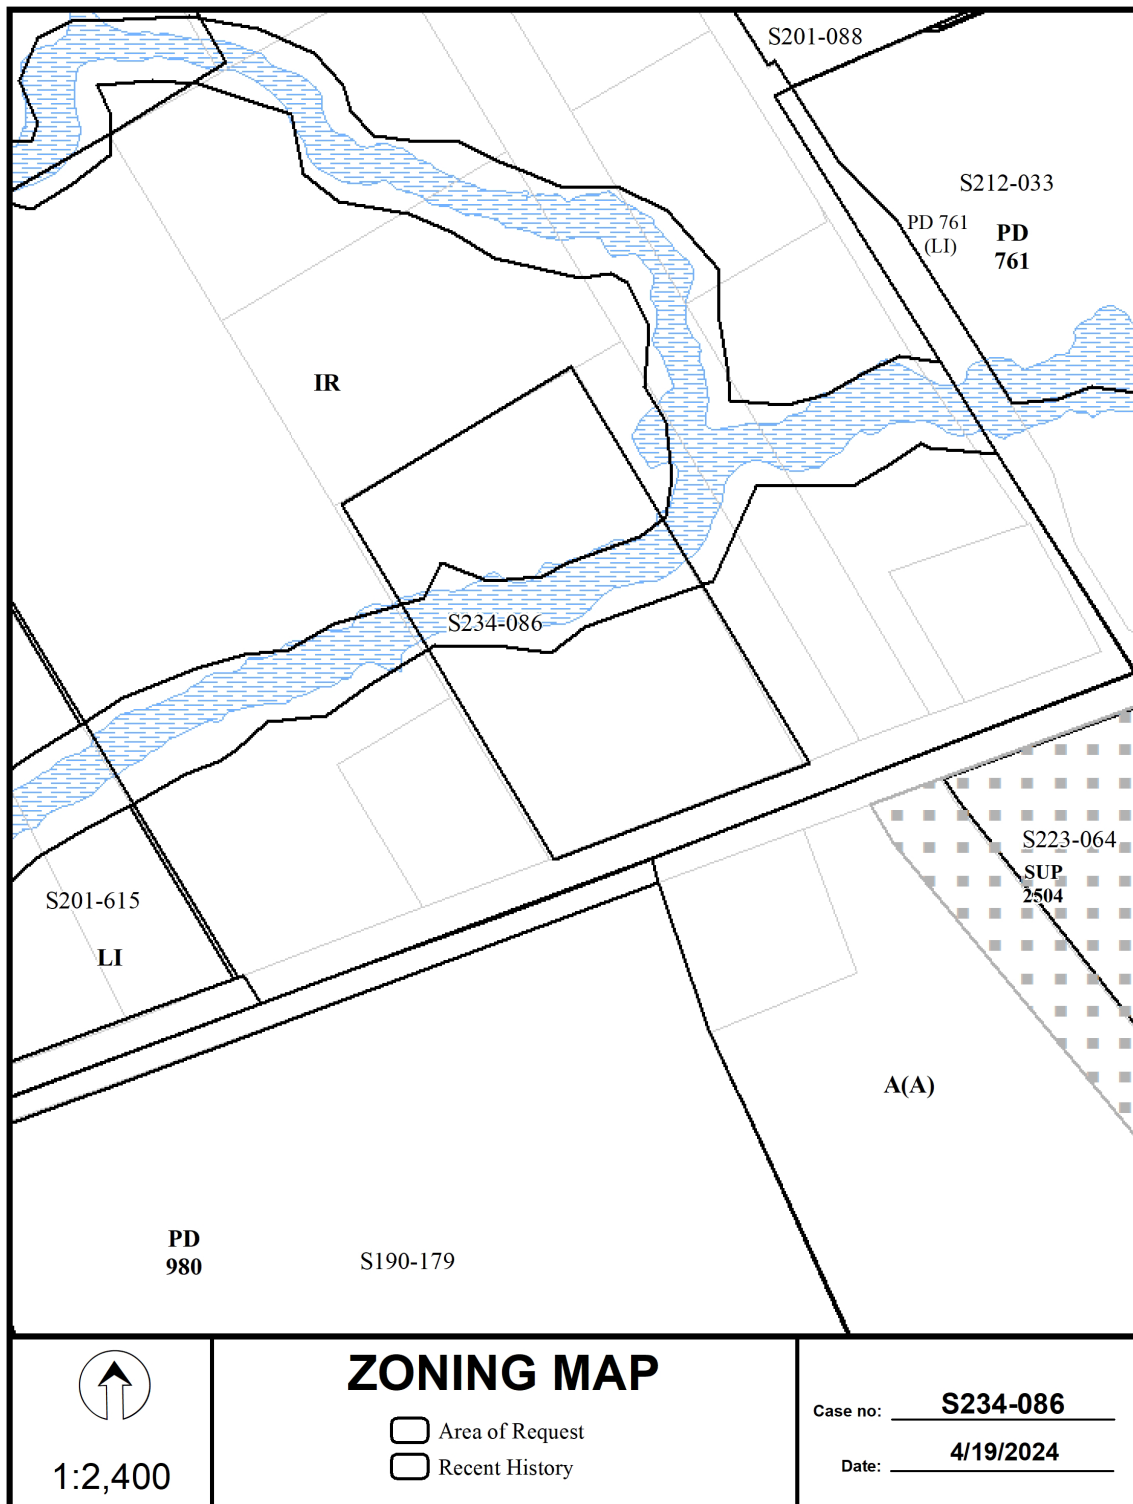 S201-088
S212-033
PD 761
(LI)
PD
761
IR
S234-086
S223-064
SUP
2504
S201-615
LI
A(A)
PD
980
S190-179
1:2,400
ZONING MAP
Area of Request
Recent History
Case no: S234-086
Date: 4/19/2024